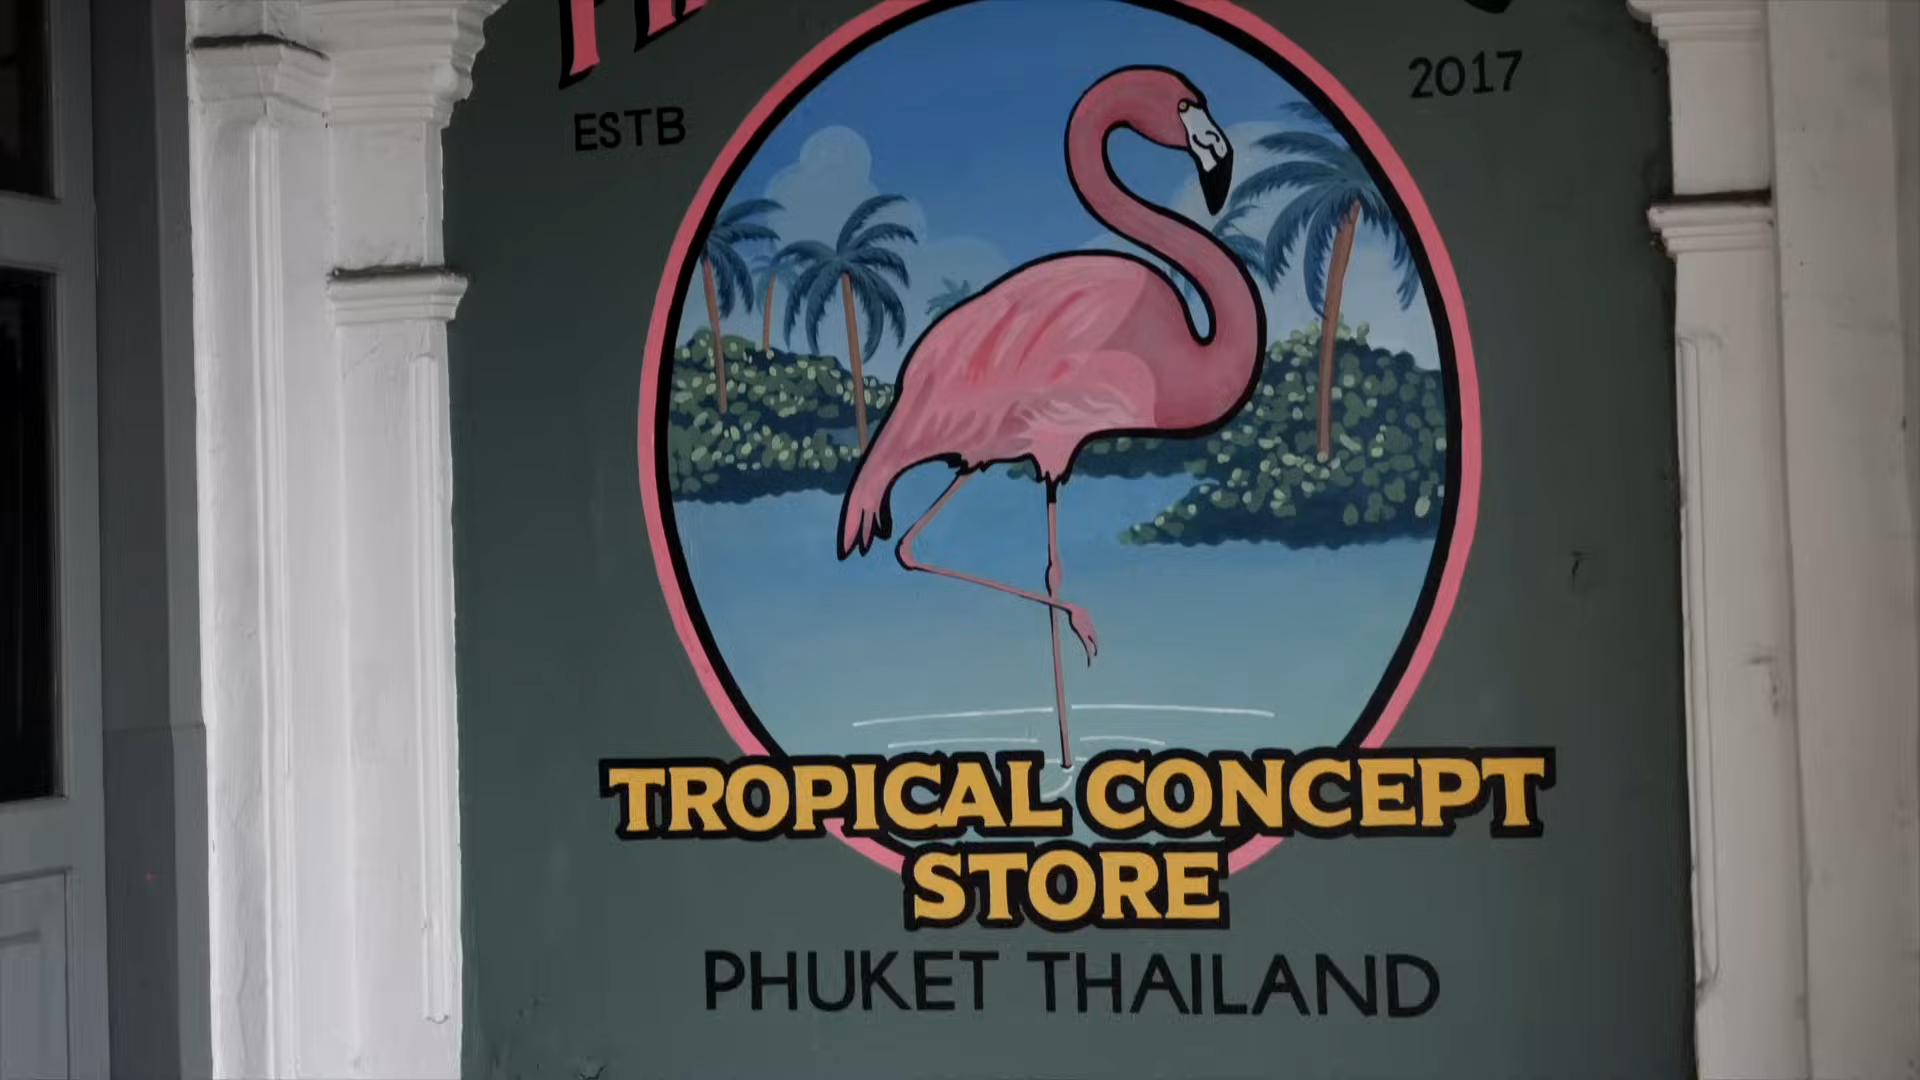 ESTB 2017
TROPICAL CONCEPT
STORE
PHUKET THAILAND